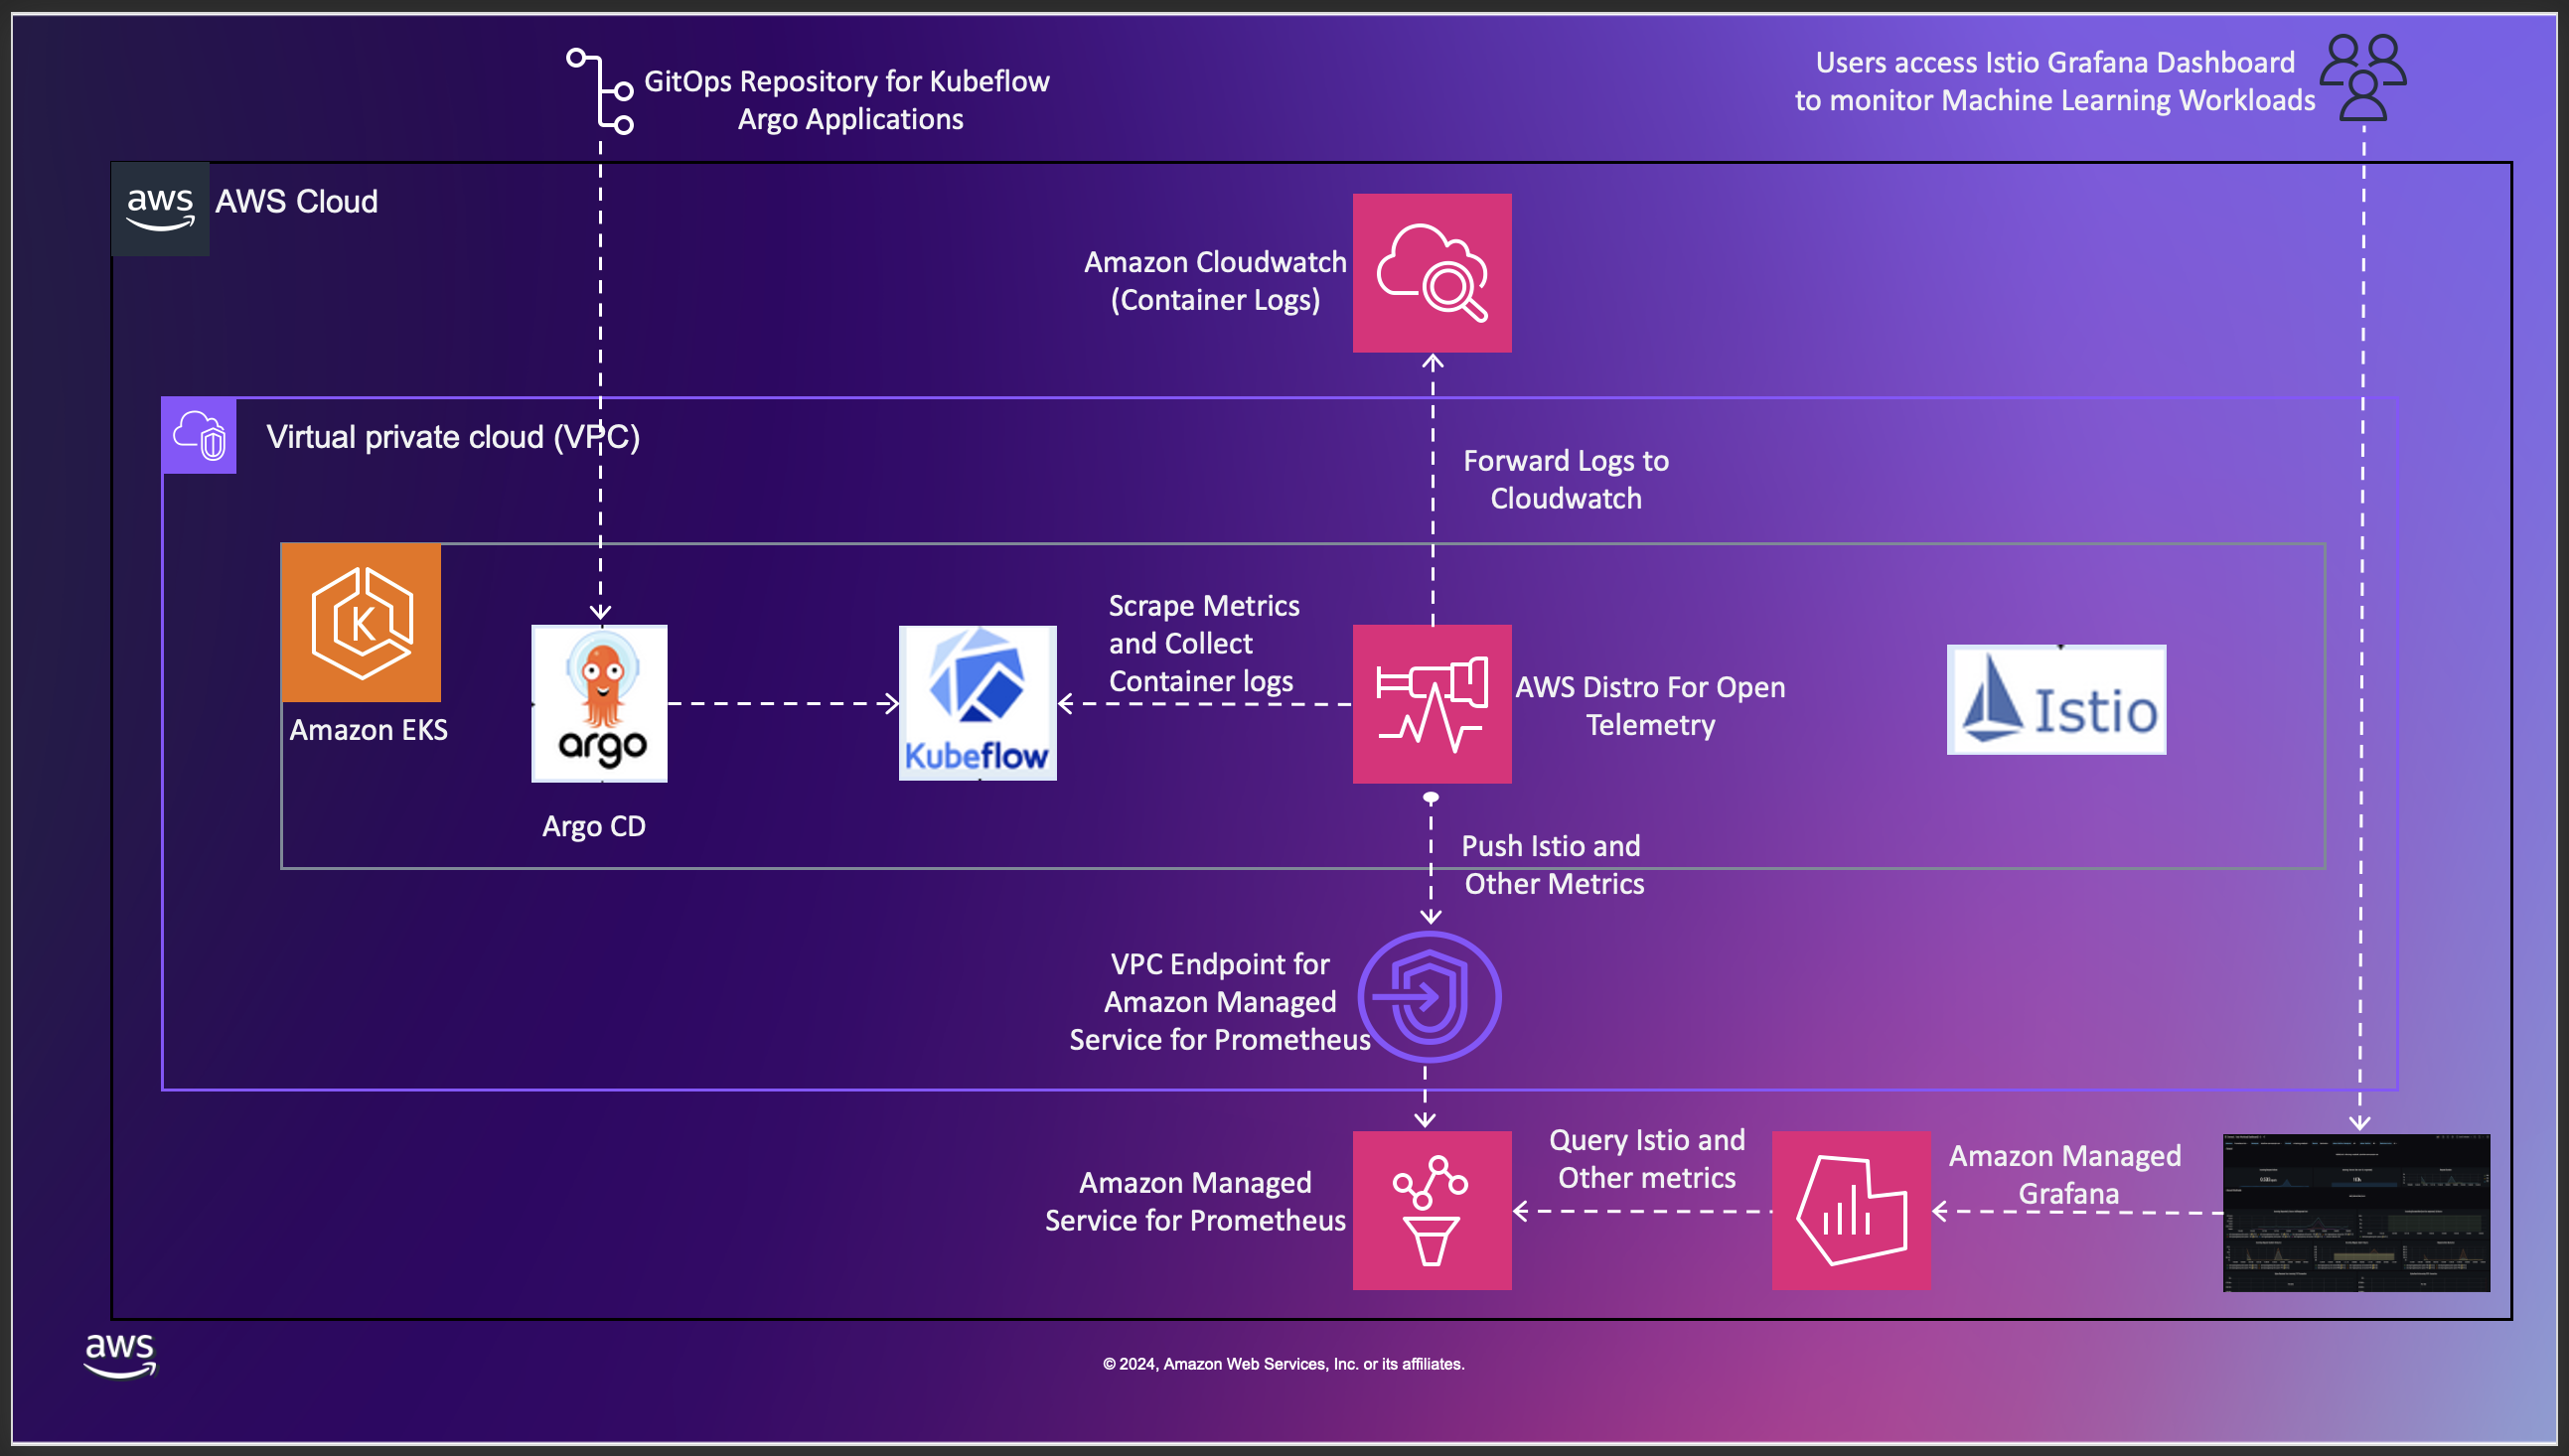 GitOps Repository for Kubeflow
Argo Applications
Users access Istio Grafana Dashboard
to monitor Machine Learning Workloads
aws
AWS Cloud
Amazon Cloudwatch
(Container Logs)
Virtual private cloud (VPC)
Forward Logs to
Cloudwatch
K
Amazon EKS
argo
Argo CD
Kubeflow
Scrape Metrics
and Collect
Container logs
AWS Distro For Open
Telemetry
Istio
Push Istio and
Other Metrics
VPC Endpoint for
Amazon Managed
Service for Prometheus
Amazon Managed
Service for Prometheus
Query Istio and
Other metrics
Amazon Managed
Grafana
aws
© 2024, Amazon Web Services, Inc. or its affiliates.